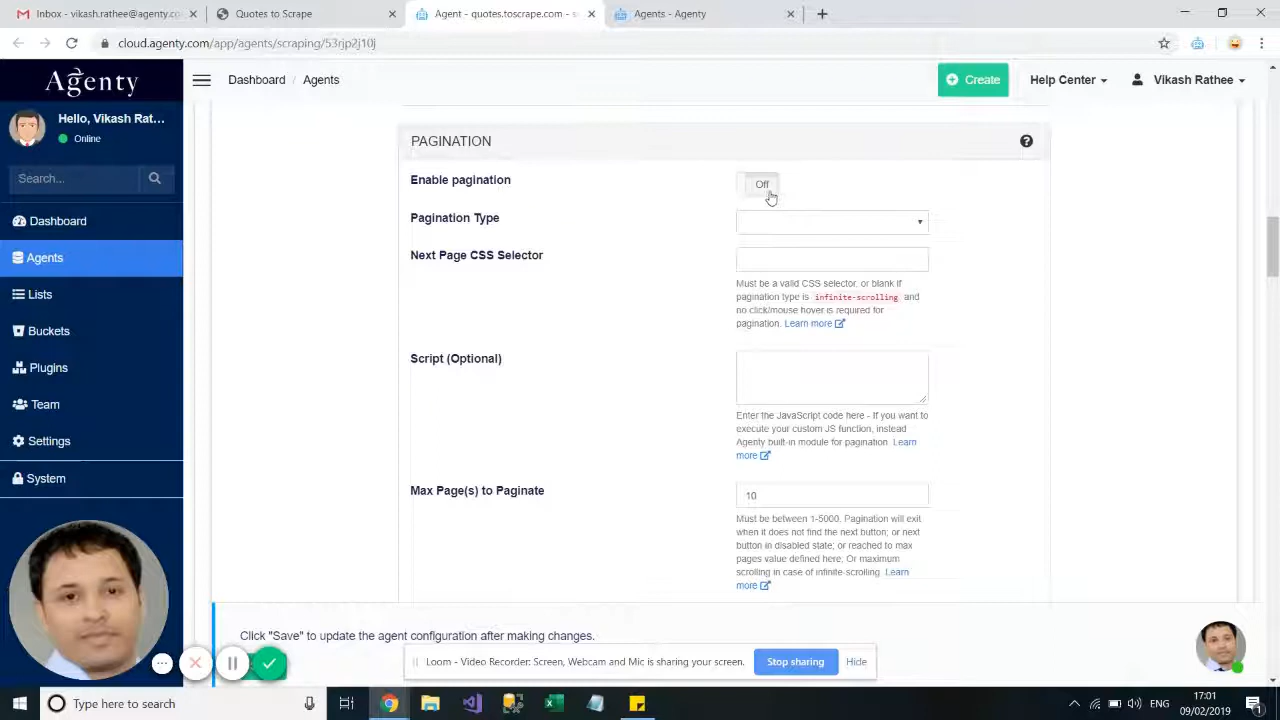 Inbox - vikash@agenty.co
Quotes to Scrape
Agent - quotes.toscrape.com - s
Agents - Agenty
cloud.agenty.com/app/agents/scraping/53rjp2j10j
Agenty
Dashboard / Agents
Create
Help Center
Vikash Rathee
Hello, Vikash Rat...
Online
Search...
Dashboard
Agents
Lists
Buckets
Plugins
Team
Settings
System
PAGINATION
Enable pagination
Off
Pagination Type
Next Page CSS Selector
Must be a valid CSS selector, or blank if
pagination type is infinite-scrolling and
no click/mouse hover is required for
pagination. Learn more
Script (Optional)
Enter the JavaScript code here - If you want to
execute your custom JS function, instead
Agenty built-in module for pagination. Learn
more
Max Page(s) to Paginate
10
Must be between 1-5000, Pagination will exit
when it does not find the next button; or next
button in disabled state; or reached to max
pages value defined here; Or maximum
scrolling in case of infinite-scrolling. Learn
more
Click "Save" to update the agent configuration after making changes.
Loom - Video Recorder: Screen, Webcam and Mic is sharing your screen.
Stop sharing
Hide
Type here to search
ENG
17:01
09/02/2019
1